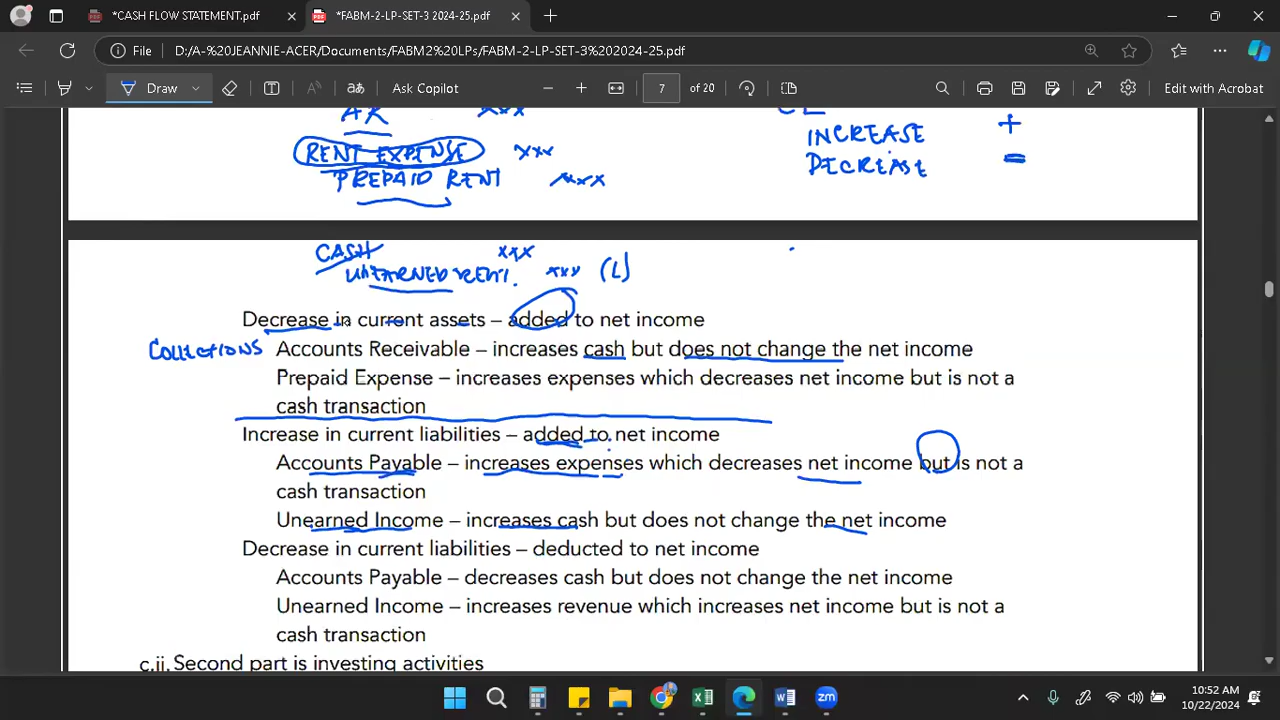 *CASH FLOW STATEMENT.pdf
*FABM-2-LP-SET-3 2024-25.pdf
File D:/A-%20JEANNIE-ACER/Documents/FABM2%20LPs/FABM-2-LP-SET-3%202024-25.pdf
Draw
Ask Copilot
7 of 20
Edit with Acrobat
AR xxx
CL
INCREASE +
RENT EXPENSE xxx
DECREASE =
PREPAID RENT xxx
CASH xxx
UNEARNED RENT. xxx (L)
Decrease in current assets – added to net income
COLLECTIONS Accounts Receivable – increases cash but does not change the net income
Prepaid Expense – increases expenses which decreases net income but is not a
cash transaction
Increase in current liabilities – added to net income
Accounts Payable – increases expenses which decreases net income but is not a
cash transaction
Unearned Income – increases cash but does not change the net income
Decrease in current liabilities – deducted to net income
Accounts Payable – decreases cash but does not change the net income
Unearned Income – increases revenue which increases net income but is not a
cash transaction
c.ii. Second part is investing activities
10:52 AM
10/22/2024